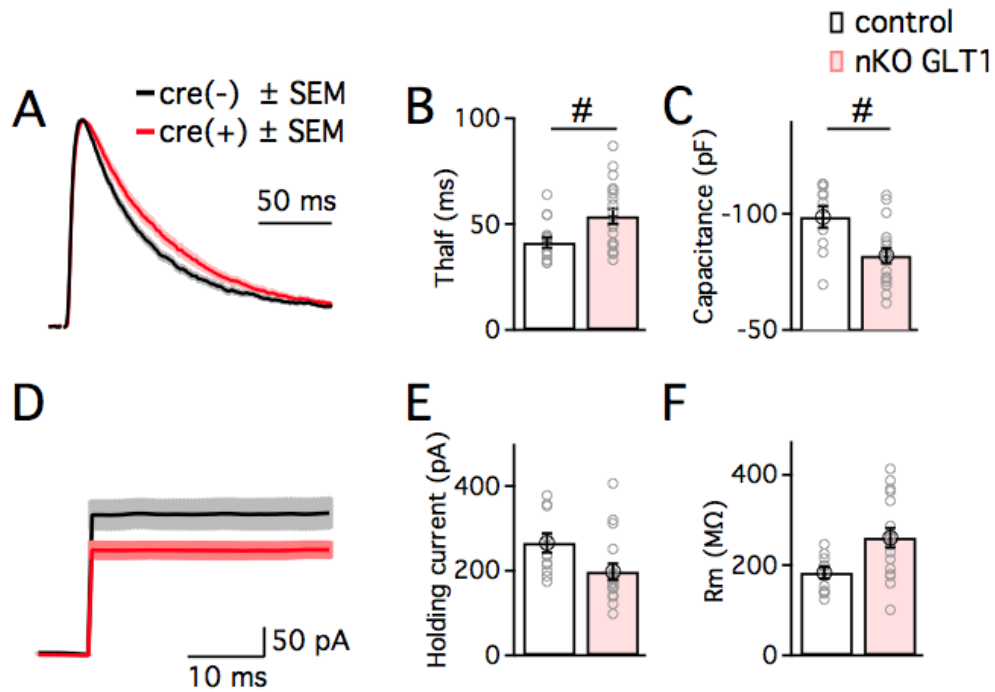 control
nKO GLT1
A
cre(-) ± SEM
cre(+) ± SEM
50 ms
B
#
100
50
0
Thalf (ms)
C
#
-100
-50
Capacitance (pF)
D
50 pA
10 ms
E
400
200
0
Holding current (pA)
F
400
200
0
Rm (MΩ)